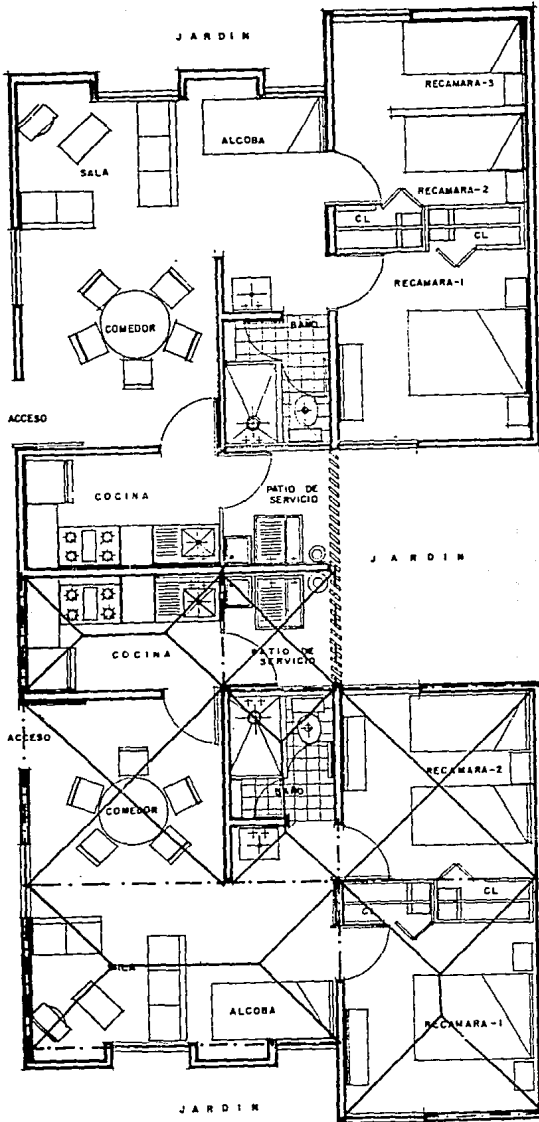 JARDIN
RECAMARA-3
ALCOBA
SALA
RECAMARA-2
CL
CL
RECAMARA-1
COMEDOR
BAÑO
ACCESO
COCINA
PATIO DE
SERVICIO
JARDIN
COCINA
PATIO DE
SERVICIO
ACCESO
RECAMARA-2
BAÑO
COMEDOR
CL
CL
SALA
ALCOBA
RECAMARA-1
JARDIN